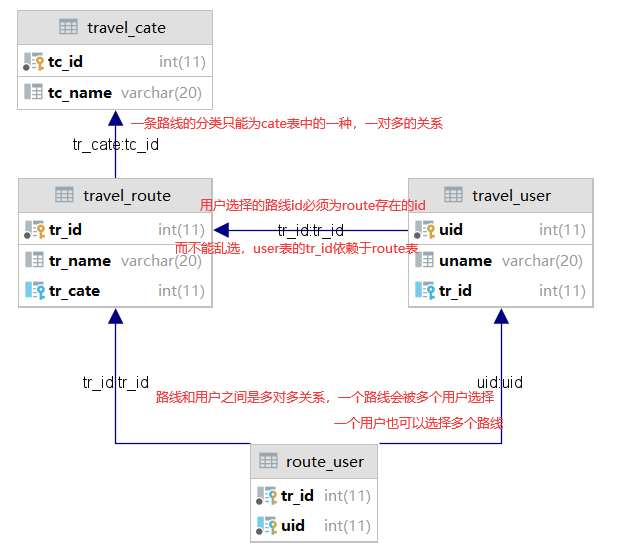 travel_cate
tc_id int(11)
tc_name varchar(20)
一条路线的分类只能为cate表中的一种，一对多的关系
tr_cate:tc_id
travel_route
tr_id int(11)
tr_name varchar(20)
tr_cate int(11)
用户选择的路线id必须为route存在的id
tr_id:tr_id
而不能乱选，user表的tr_id依赖于route表
travel_user
uid int(11)
uname varchar(20)
tr_id int(11)
tr_id:tr_id
uid:uid
路线和用户之间是多对多关系，一个路线会被多个用户选择
一个用户也可以选择多个路线
route_user
tr_id int(11)
uid int(11)